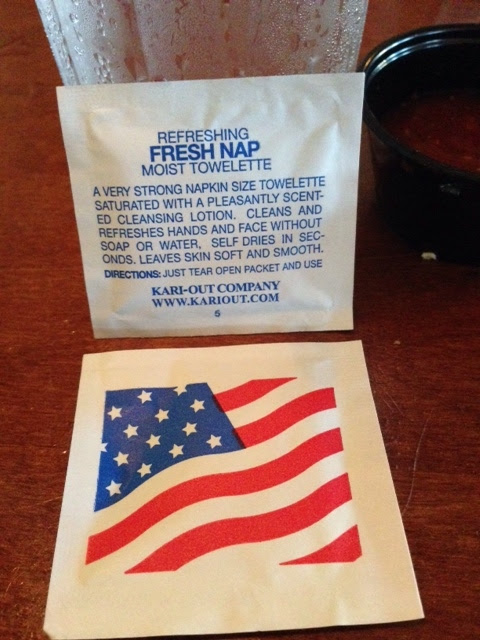 REFRESHING
FRESH NAP
MOIST TOWELETTE
A VERY STRONG NAPKIN SIZE TOWELETTE
SATURATED WITH A PLEASANTLY SCENT-
ED CLEANSING LOTION. CLEANS AND
REFRESHES HANDS AND FACE WITHOUT
SOAP OR WATER, SELF DRIES IN SEC-
ONDS. LEAVES SKIN SOFT AND SMOOTH.
DIRECTIONS: JUST TEAR OPEN PACKET AND USE
KARI-OUT COMPANY
WWW.KARIOUT.COM
5